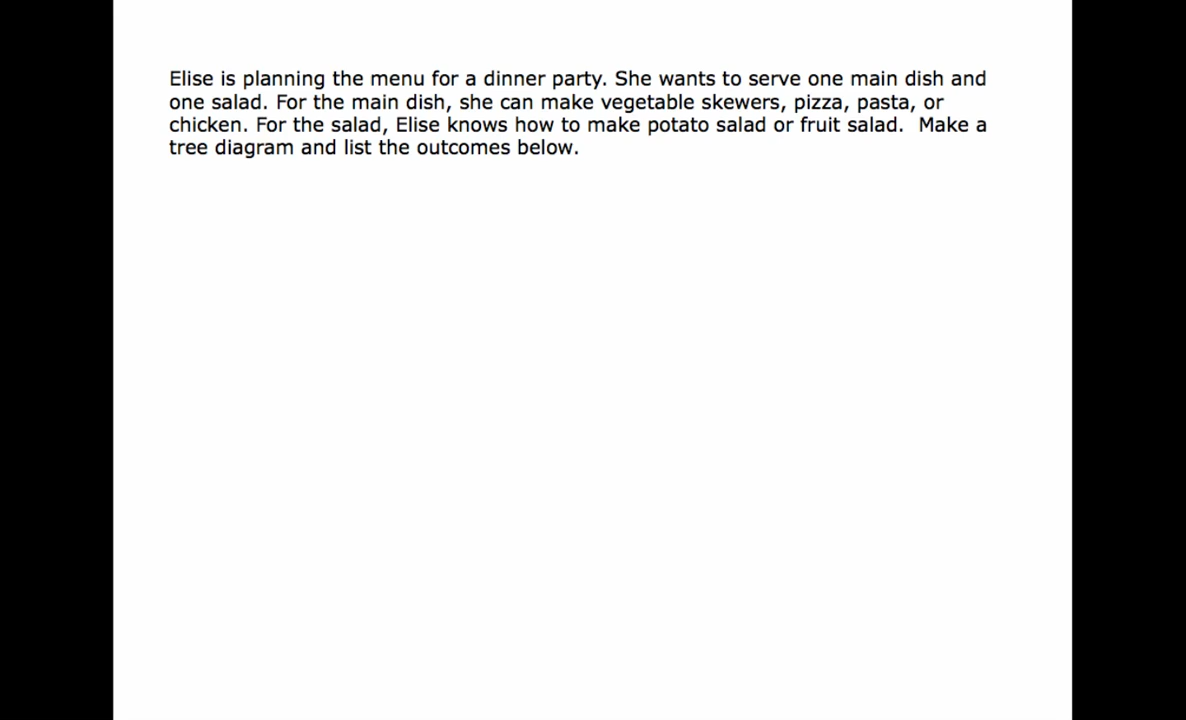 Elise is planning the menu for a dinner party. She wants to serve one main dish and
one salad. For the main dish, she can make vegetable skewers, pizza, pasta, or
chicken. For the salad, Elise knows how to make potato salad or fruit salad.  Make a
tree diagram and list the outcomes below.